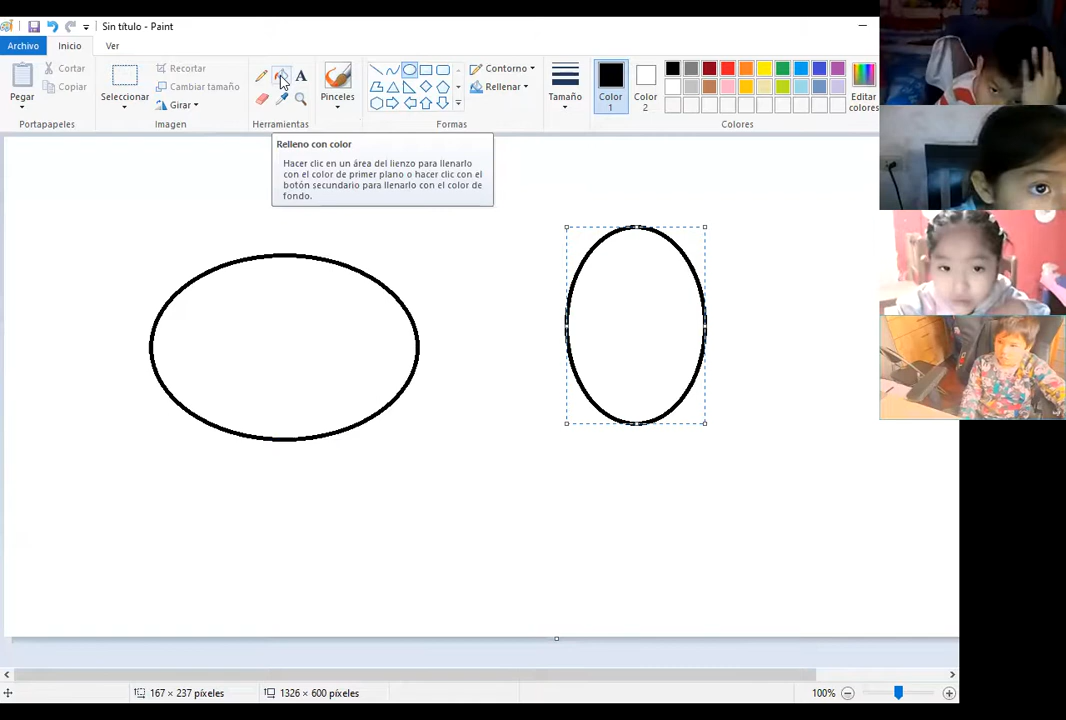 Sin título - Paint
Archivo Inicio Ver
Pegar
Cortar
Copiar
Portapapeles
Seleccionar
Recortar
Cambiar tamaño
Girar
Imagen
A
Herramientas
Pinceles
Contorno
Rellenar
Formas
Tamaño
Color
1
Color
2
Editar
colores
Colores
Relleno con color
Hacer clic en un área del lienzo para llenarlo
con el color de primer plano o hacer clic con el
botón secundario para llenarlo con el color de
fondo.
167 × 237 píxeles
1326 × 600 píxeles
100%